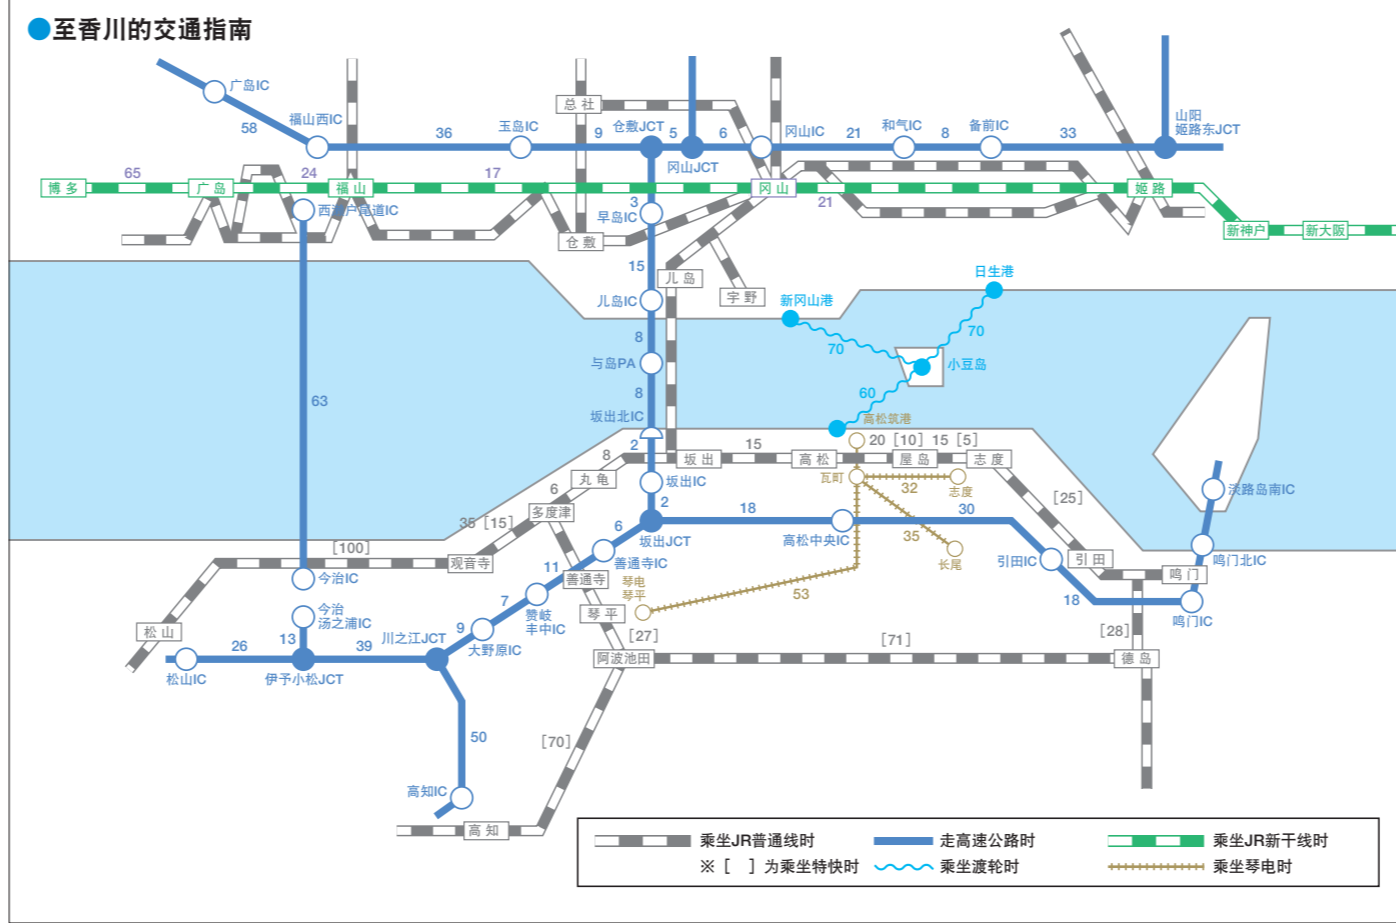 ●至香川的交通指南
广岛IC
58
福山西IC
36
玉岛IC
9
仓敷JCT
5
冈山JCT
6
冈山IC
21
和气IC
8
备前IC
33
山阳
姬路东JCT
总社
博多
65
广岛
24
福山
17
冈山
21
姬路
新神户
新大阪
西濑户尾道IC
3
早岛IC
仓敷
15
儿岛
宇野
儿岛IC
8
与岛PA
8
坂出北IC
2
新冈山港
日生港
70
70
小豆岛
60
高松筑港
63
8
坂出
15
高松
20 [10]
屋岛
15 [5]
志度
丸龟
6
多度津
35 [15]
观音寺
[100]
坂出IC
2
坂出JCT
18
高松中央IC
30
瓦町
32
志度
35
长尾
53
[25]
引田IC
引田
18
鸣门
鸣门IC
鸣门北IC
淡路岛南IC
6
善通寺IC
11
善通寺
琴电
琴平
琴平
7
赞岐
丰中IC
9
大野原IC
川之江JCT
今治IC
今治
汤之浦IC
13
39
伊予小松JCT
26
松山IC
松山
[27]
阿波池田
[71]
[28]
德岛
50
高知IC
[70]
高知
乘坐JR普通线时
※ [ ] 为乘坐特快时
走高速公路时
乘坐渡轮时
乘坐JR新干线时
乘坐琴电时